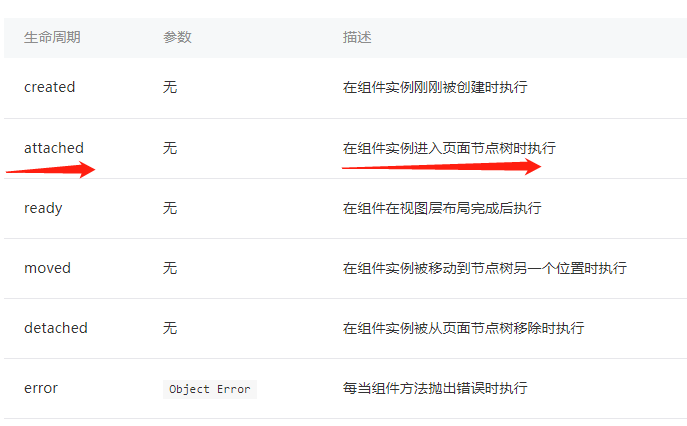 生命周期 参数 描述
created 无 在组件实例刚刚被创建时执行
attached 无 在组件实例进入页面节点树时执行
ready 无 在组件在视图层布局完成后执行
moved 无 在组件实例被移动到节点树另一个位置时执行
detached 无 在组件实例被从页面节点树移除时执行
error Object Error 每当组件方法抛出错误时执行